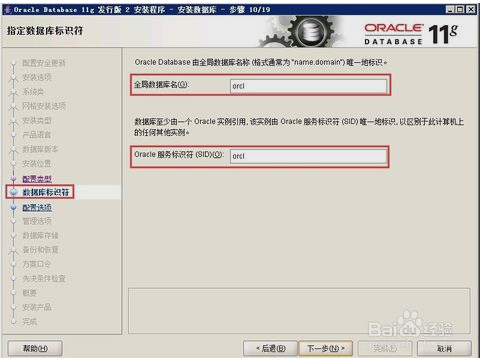 Oracle Database 11g 发行版 2 安装程序 - 安装数据库 - 步骤 10/19
指定数据库标识符
ORACLE
DATABASE 11g
配置安全更新
安装选项
系统类
网格安装选项
安装类型
产品语言
数据库版本
安装位置
配置类型
数据库标识符
配置选项
管理选项
数据库存储
备份和恢复
方案口令
先决条件检查
概要
安装产品
完成
Oracle Database 由全局数据库名称 (格式通常为 "name.domain") 唯一地标识。
全局数据库名(G): orcl
数据库至少由一个 Oracle 实例引用, 该实例由 Oracle 服务标识符 (SID) 唯一地标识, 以区别于此计算机上
的任何其他实例。
Oracle 服务标识符 (SID)(O): orcl
帮助(H)
< 后退(B)
下一步(N) >
取消
Baidu 经验